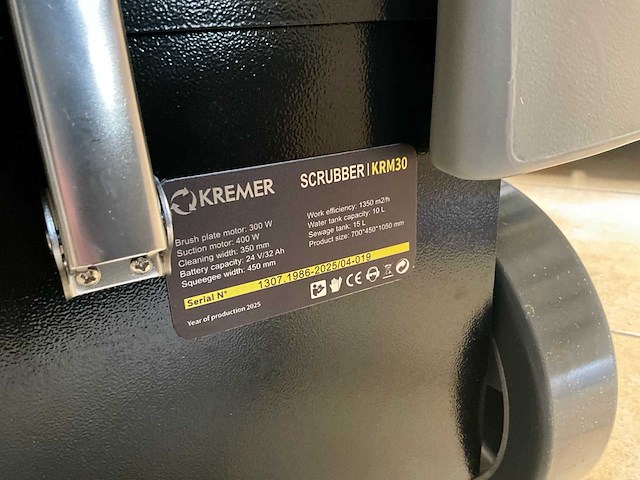 KREMER
SCRUBBER | KRM30
Brush plate motor: 300 W
Suction motor: 400 W
Cleaning width: 350 mm
Battery capacity: 24 V/32 Ah
Squeegee width: 450 mm
Work efficiency: 1350 m2/h
Water tank capacity: 10 L
Sewage tank: 15 L
Product size: 700*450*1050 mm
Serial N° 1307.1986-2025/04-019
CE
Year of production 2025